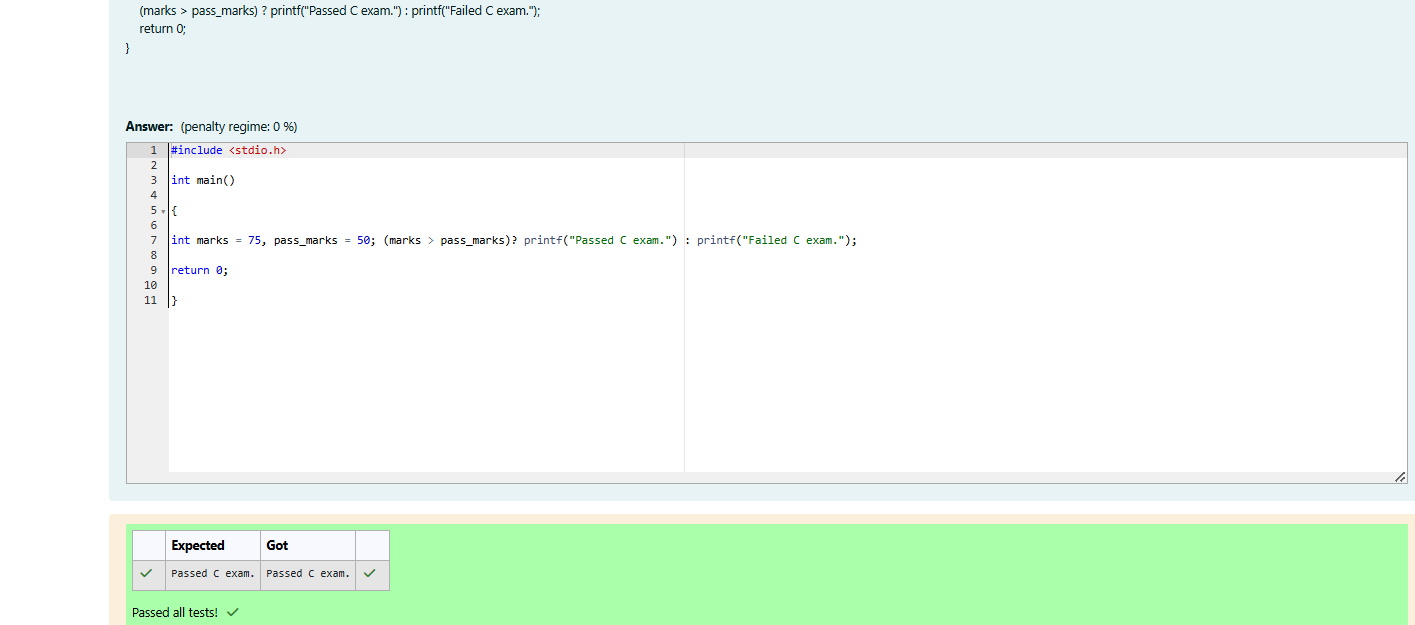 (marks > pass_marks) ? printf("Passed C exam.") : printf("Failed C exam.");
return 0;
}
Answer: (penalty regime: 0 %)
1 #include <stdio.h>
2
3 int main()
4
5 {
6
7 int marks = 75, pass_marks = 50; (marks > pass_marks)? printf("Passed C exam.") : printf("Failed C exam.");
8
9 return 0;
10
11 }
Expected Got
Passed C exam. Passed C exam.
Passed all tests!